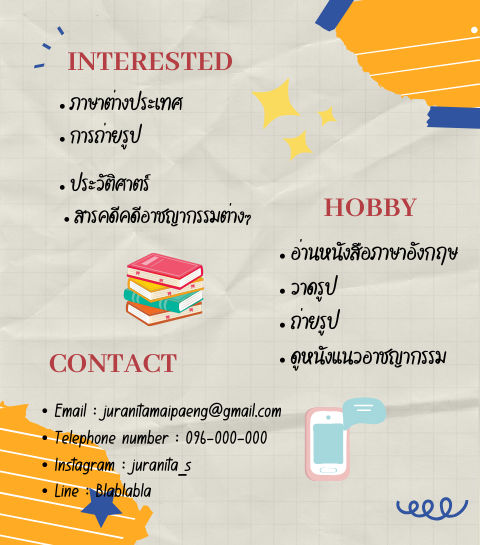 INTERESTED
• ภาษาต่างประเทศ
• การถ่ายรูป
• ประวัติศาตร์
• สารคดีคดีอาชญากรรมต่างๆ
HOBBY
• อ่านหนังสือภาษาอังกฤษ
• วาดรูป
• ถ่ายรูป
• ดูหนังแนวอาชญากรรม
CONTACT
• Email : juranitamaipaeng@gmail.com
• Telephone number : 096-000-000
• Instagram : juranita_s
• Line : Blablabla